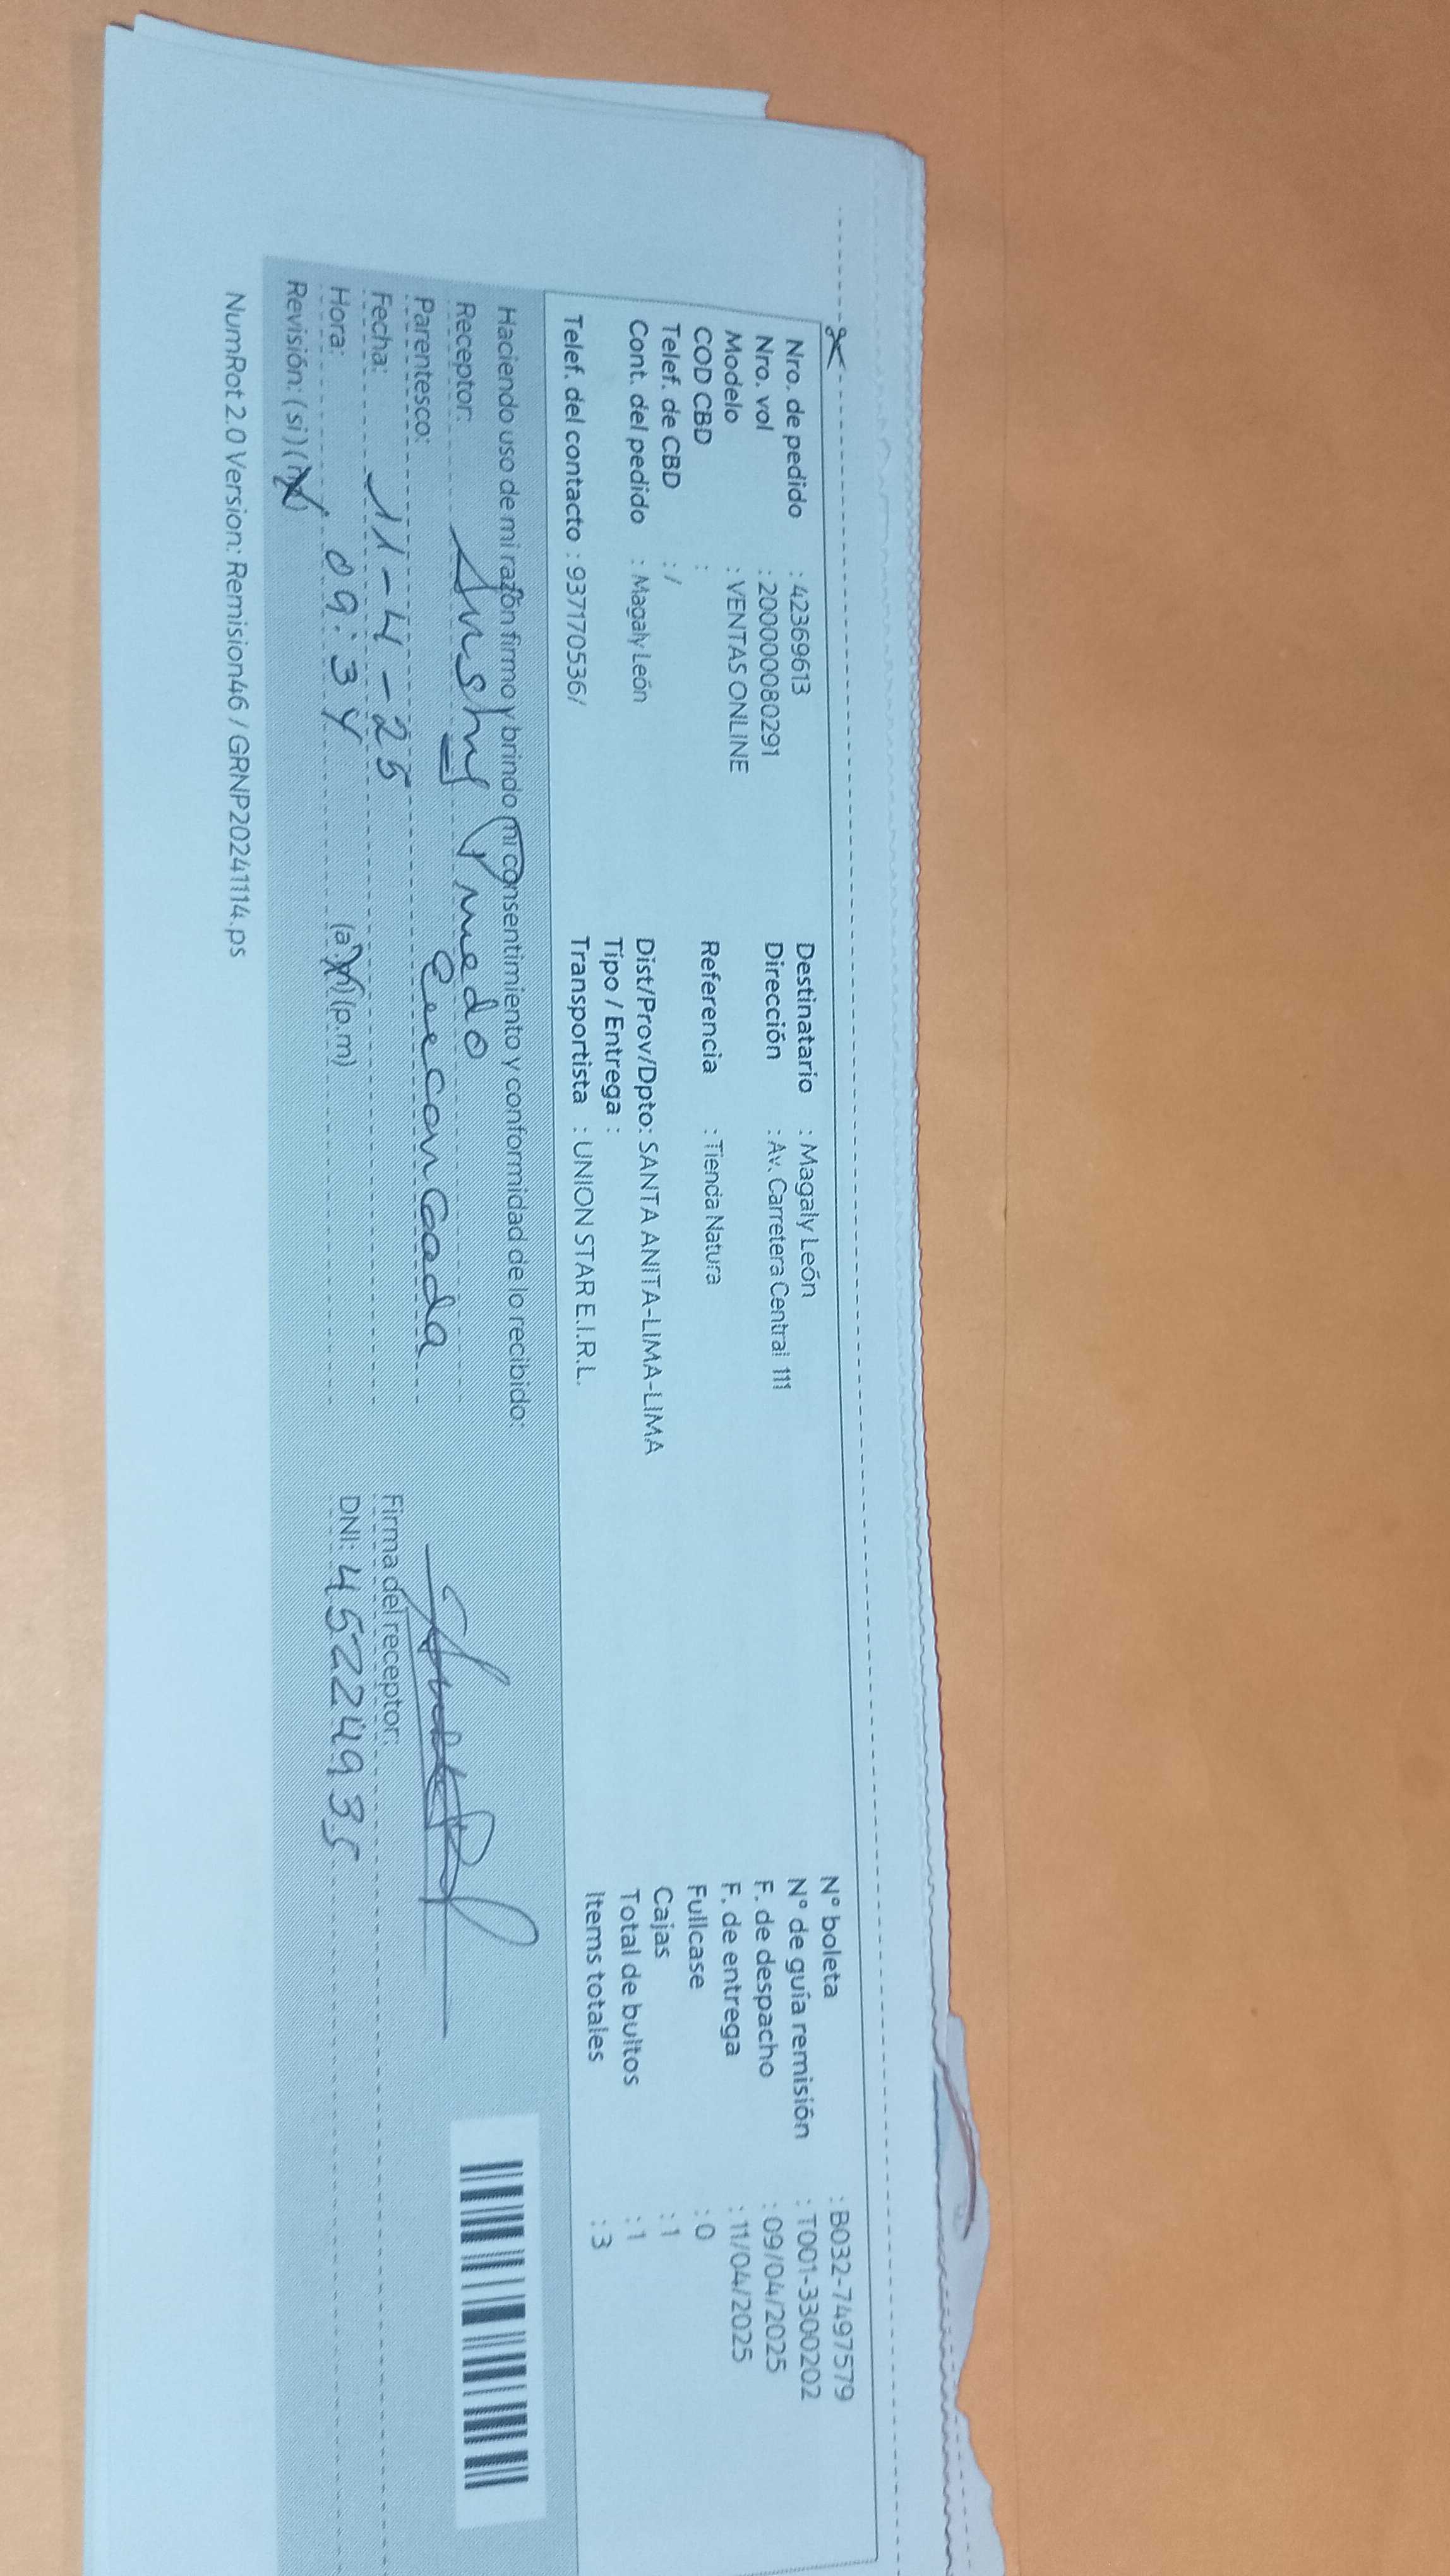 Nro. de pedido : 42369613
Nro. vol : 200000080291
Modelo : VENTAS ONLINE
COD CBD :
Telef. de CBD : /
Cont. del pedido : Magaly León
Telef. del contacto : 937170536/
Destinatario : Magaly León
Dirección : Av. Carretera Central 111
Referencia : Tienda Natura
Dist/Prov/Dpto: SANTA ANITA-LIMA-LIMA
Tipo / Entrega :
Transportista : UNION STAR E.I.R.L.
N° boleta : B032-7497579
N° de guía remisión : T001-3300202
F. de despacho : 09/04/2025
F. de entrega : 11/04/2025
Fullcase : 0
Cajas : 1
Total de bultos : 1
Items totales : 3
Haciendo uso de mi razón firmo y brindo mi consentimiento y conformidad de lo recibido:
Receptor:
Parentesco:
Fecha: 11-4-25
Hora: 09:34 (a.m) (p.m)
Revisión: (si) (no)
Firma del receptor:
DNI: 45224935
NumRot 2.0 Version: Remision46 / GRNP20241114.ps